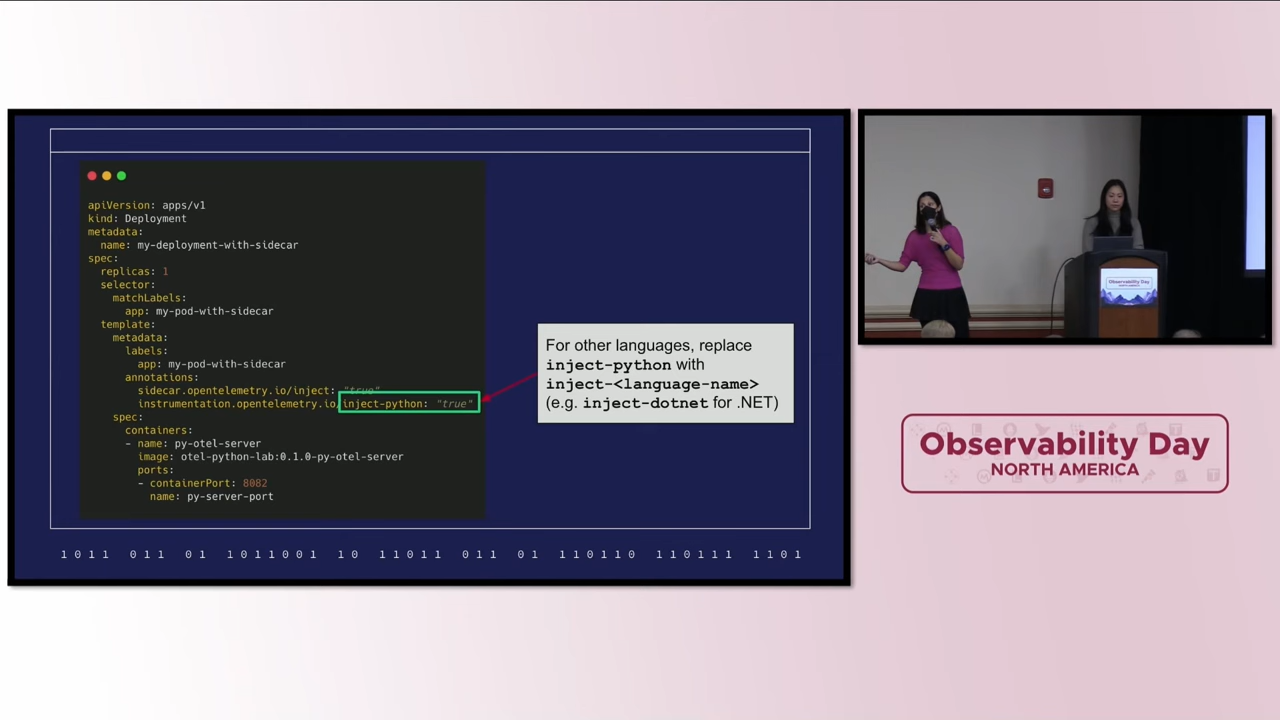 apiVersion: apps/v1
kind: Deployment
metadata:
name: my-deployment-with-sidecar
spec:
replicas: 1
selector:
matchLabels:
app: my-pod-with-sidecar
template:
metadata:
labels:
app: my-pod-with-sidecar
annotations:
sidecar.opentelemetry.io/inject: "true"
instrumentation.opentelemetry.io/inject-python: "true"
spec:
containers:
- name: py-otel-server
image: otel-python-lab:0.1.0-py-otel-server
ports:
- containerPort: 8082
name: py-server-port
For other languages, replace
inject-python with
inject-<language-name>
(e.g. inject-dotnet for .NET)
1011 011 01 1011001 10 11011 011 01 110110 110111 1101
Observability Day
Observability Day
NORTH AMERICA